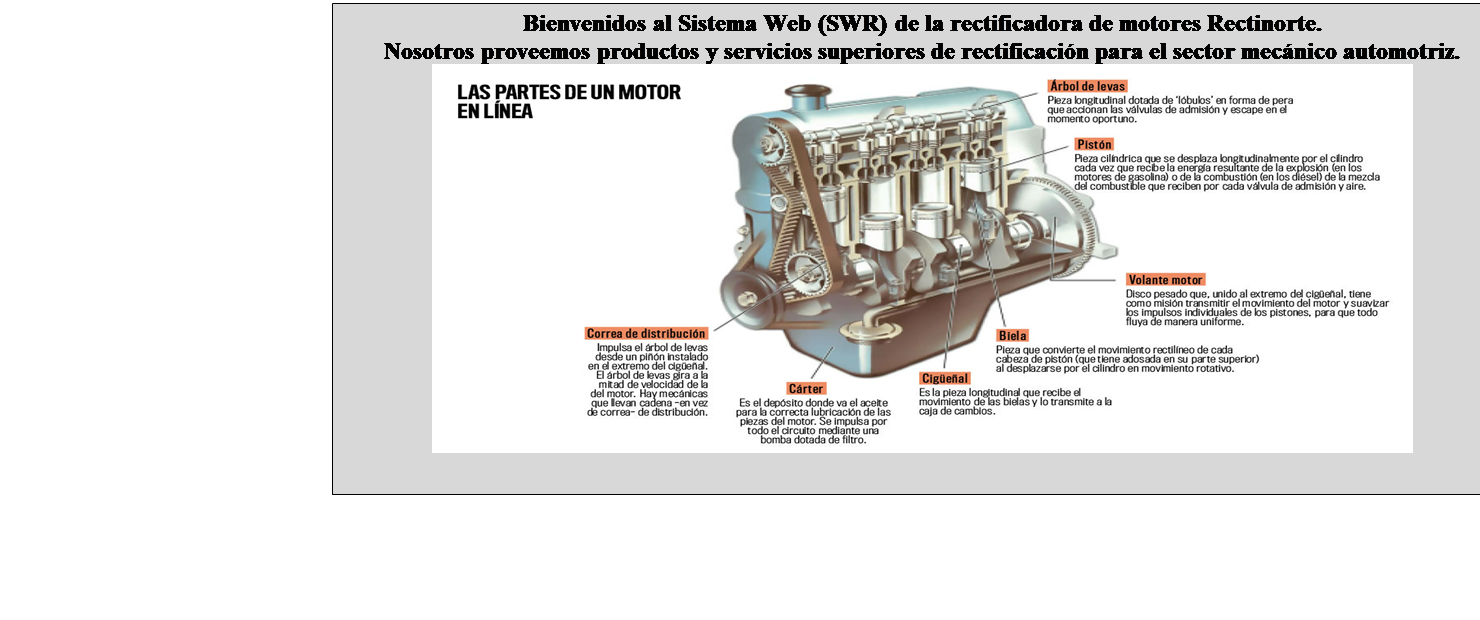 Bienvenidos al Sistema Web (SWR) de la rectificadora de motores Rectinorte.
Nosotros proveemos productos y servicios superiores de rectificación para el sector mecánico automotriz.
LAS PARTES DE UN MOTOR
EN LÍNEA
Árbol de levas
Pieza longitudinal dotada de 'lóbulos' en forma de pera
que accionan las válvulas de admisión y escape en el
momento oportuno.
Pistón
Pieza cilíndrica que se desplaza longitudinalmente por el cilindro
cada vez que recibe la energía resultante de la explosión (en los
motores de gasolina) o de la combustión (en los diésel) de la mezcla
del combustible que reciben por cada válvula de admisión y aire.
Volante motor
Disco pesado que, unido al extremo del cigüeñal, tiene
como misión transmitir el movimiento del motor y suavizar
los impulsos individuales de los pistones, para que todo
fluya de manera uniforme.
Biela
Pieza que convierte el movimiento rectilíneo de cada
cabeza de pistón (que tiene adosada en su parte superior)
al desplazarse por el cilindro en movimiento rotativo.
Cigüeñal
Es la pieza longitudinal que recibe el
movimiento de las bielas y lo transmite a la
caja de cambios.
Cárter
Es el depósito donde va el aceite
para la correcta lubricación de las
piezas del motor. Se impulsa por
todo el circuito mediante una
bomba dotada de filtro.
Correa de distribución
Impulsa el árbol de levas
desde un piñón instalado
en el extremo del cigüeñal.
El árbol de levas gira a la
mitad de velocidad de la
del motor. Hay mecánicas
que llevan cadena -en vez
de correa- de distribución.